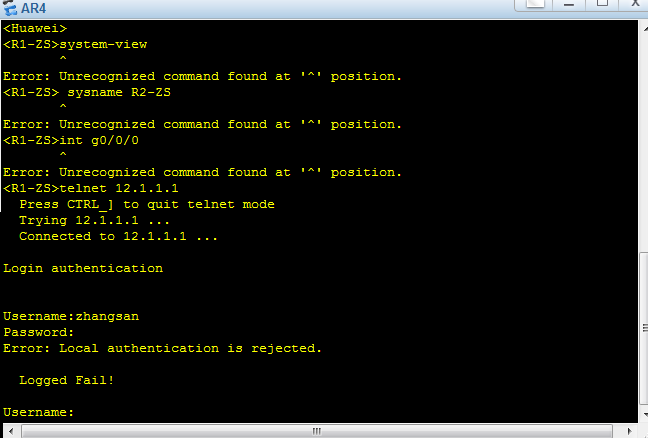 AR4
<Huawei>
<R1-ZS>system-view
^
Error: Unrecognized command found at '^' position.
<R1-ZS> sysname R2-ZS
^
Error: Unrecognized command found at '^' position.
<R1-ZS>int g0/0/0
^
Error: Unrecognized command found at '^' position.
<R1-ZS>telnet 12.1.1.1
Press CTRL_] to quit telnet mode
Trying 12.1.1.1 ...
Connected to 12.1.1.1 ...
Login authentication
Username:zhangsan
Password:
Error: Local authentication is rejected.
Logged Fail!
Username: